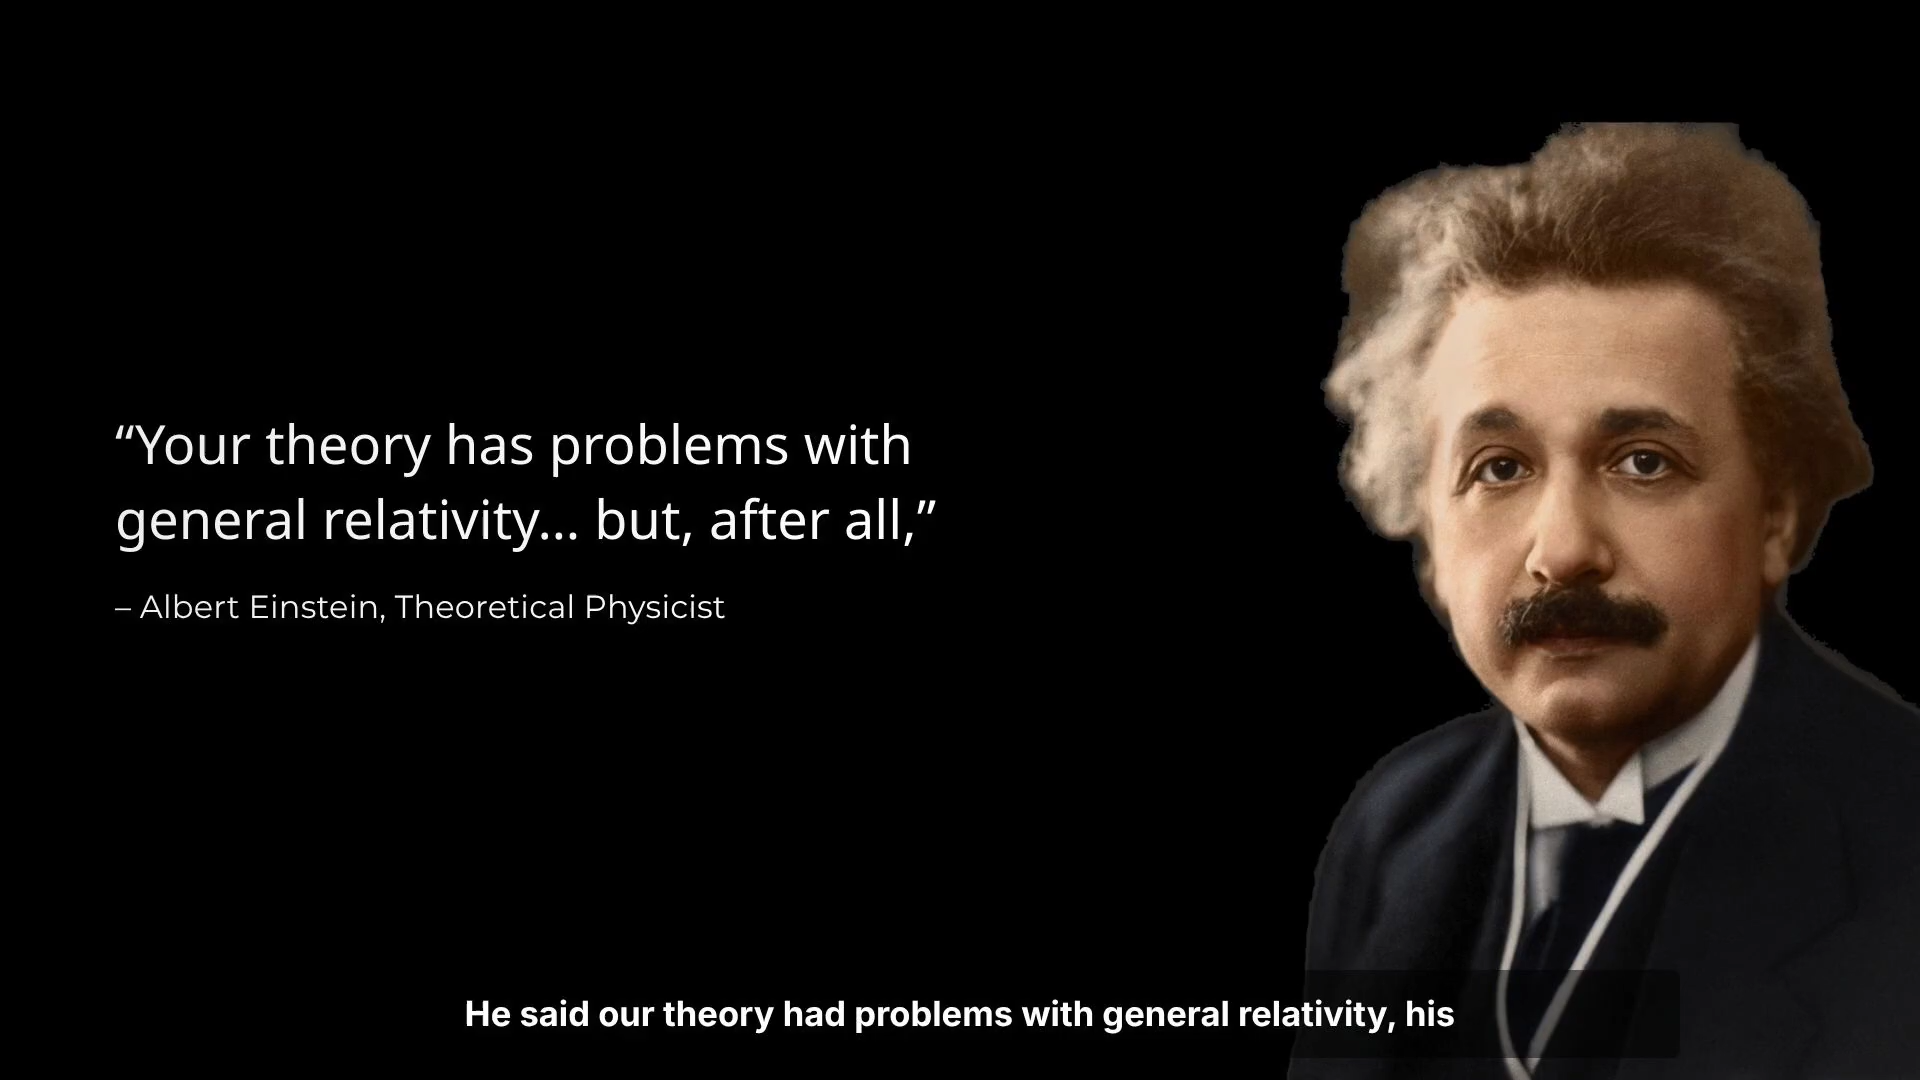 “Your theory has problems with
general relativity... but, after all,”
– Albert Einstein, Theoretical Physicist
He said our theory had problems with general relativity, his